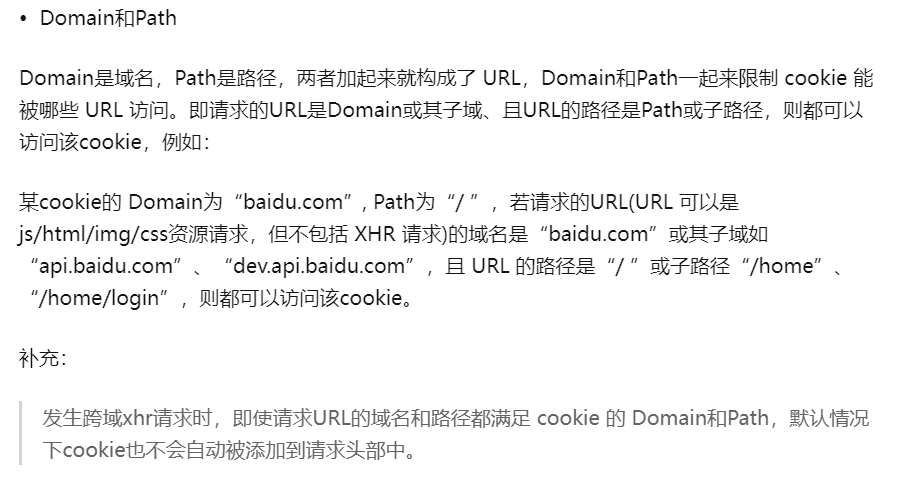 • Domain和Path
Domain是域名，Path是路径，两者加起来就构成了 URL，Domain和Path一起来限制 cookie 能
被哪些 URL 访问。即请求的URL是Domain或其子域、且URL的路径是Path或子路径，则都可以
访问该cookie，例如：
某cookie的 Domain为“baidu.com”, Path为“/ ”，若请求的URL(URL 可以是
js/html/img/css资源请求，但不包括 XHR 请求)的域名是“baidu.com”或其子域如
“api.baidu.com”、“dev.api.baidu.com”，且 URL 的路径是“/ ”或子路径“/home”、
“/home/login”，则都可以访问该cookie。
补充：
发生跨域xhr请求时，即使请求URL的域名和路径都满足 cookie 的 Domain和Path，默认情况
下cookie也不会自动被添加到请求头部中。